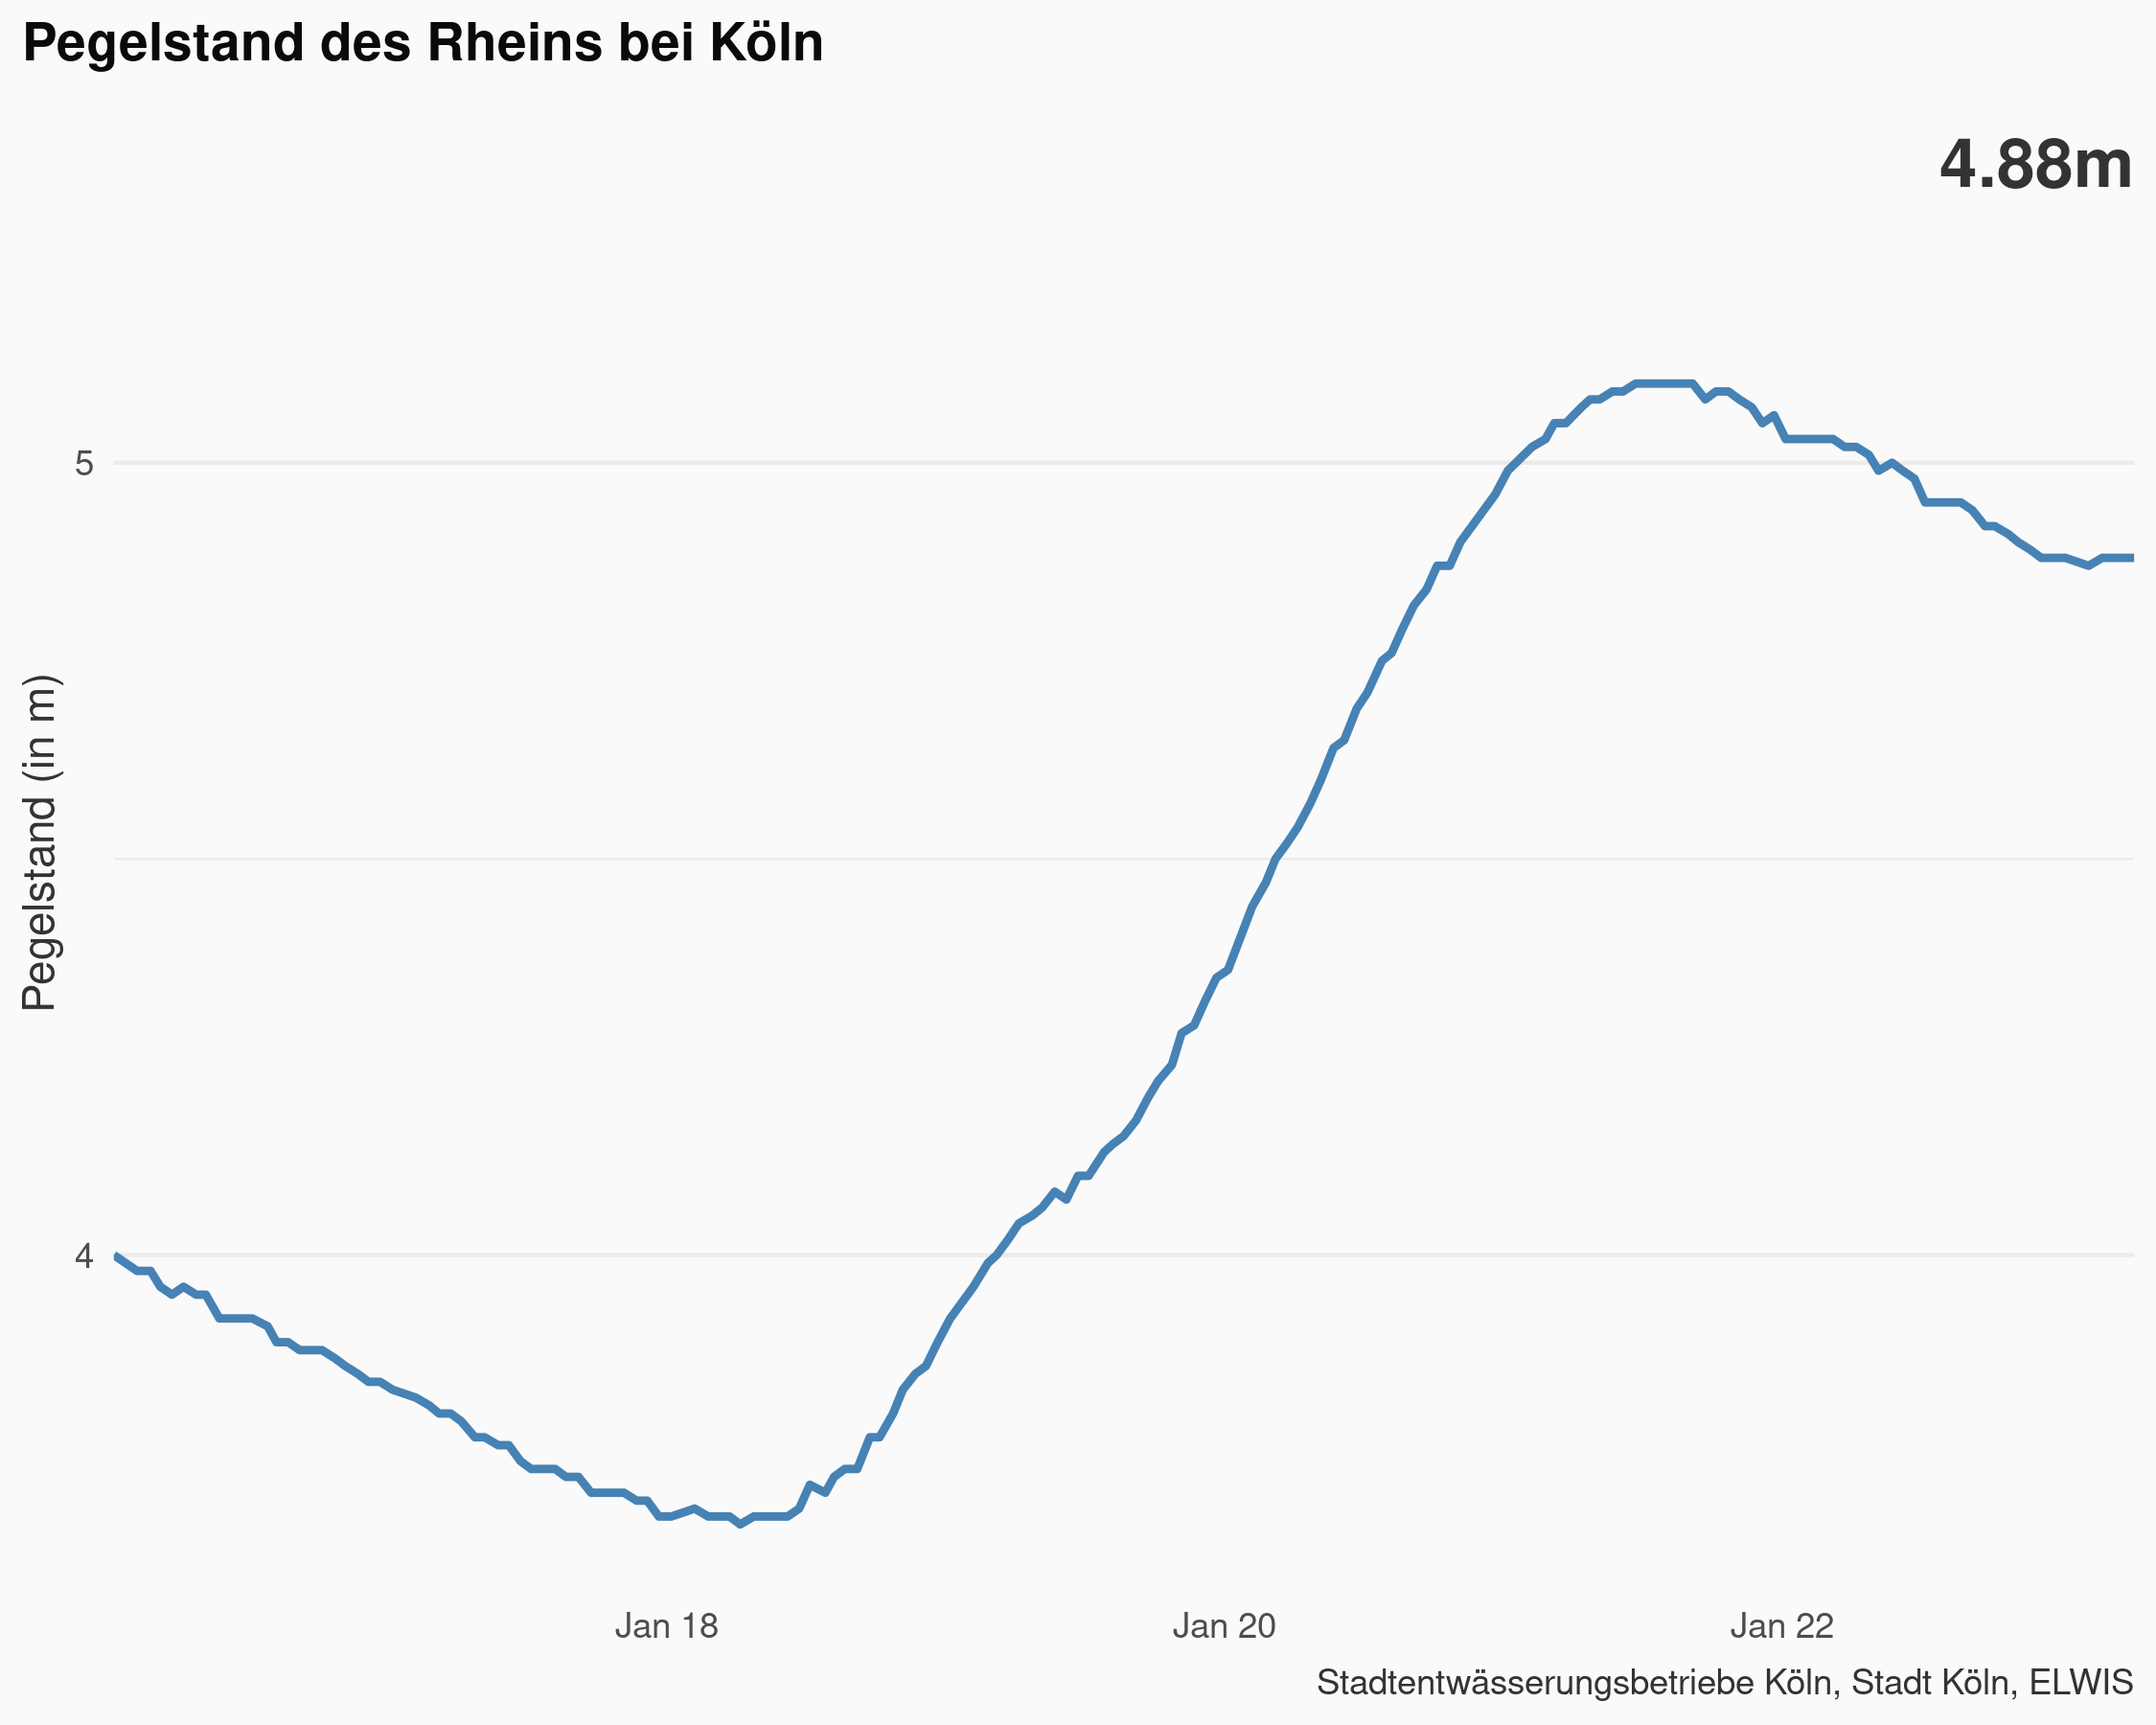 Pegelstand des Rheins bei Köln
4.88m
Pegelstand (in m)
5
4
Jan 18
Jan 20
Jan 22
Stadtentwässerungsbetriebe Köln, Stadt Köln, ELWIS